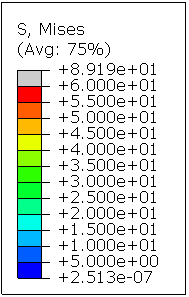 S, Mises
(Avg: 75%)
+8.919e+01
+6.000e+01
+5.500e+01
+5.000e+01
+4.500e+01
+4.000e+01
+3.500e+01
+3.000e+01
+2.500e+01
+2.000e+01
+1.500e+01
+1.000e+01
+5.000e+00
+2.513e-07